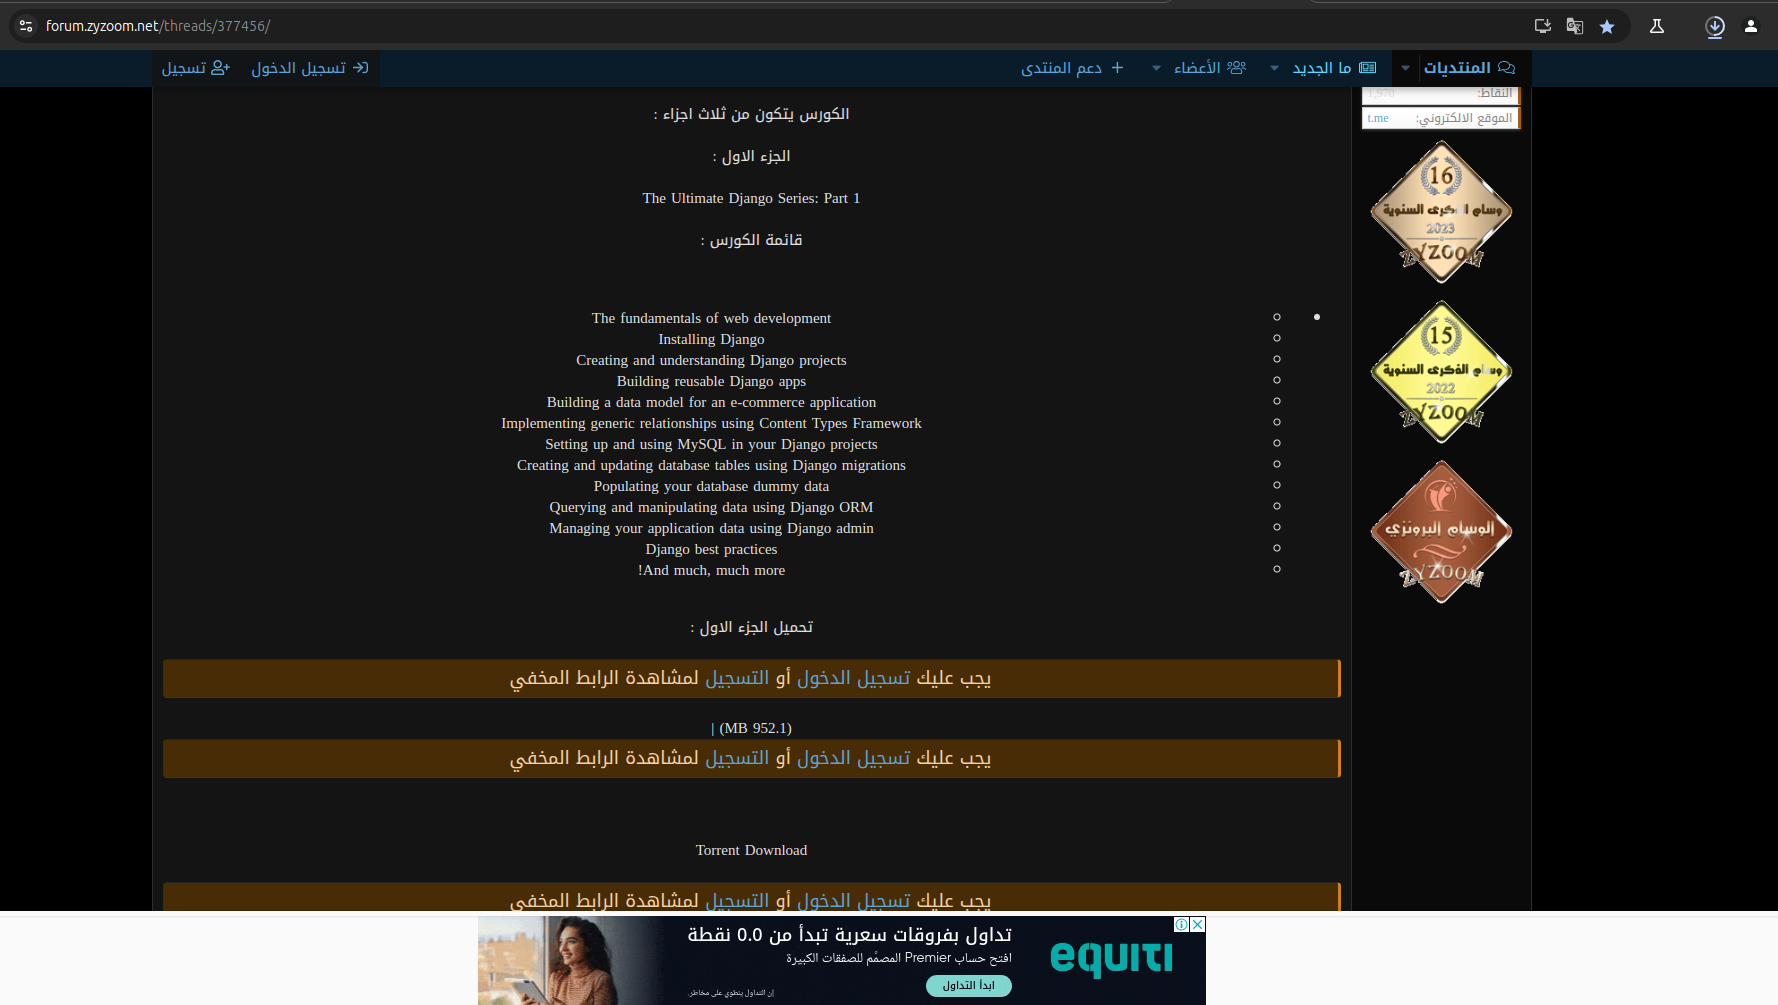 forum.zyzoom.net/threads/377456/
المنتديات
ما الجديد
الأعضاء
دعم المنتدى
تسجيل الدخول
تسجيل
النقاط: 1,970
الموقع الالكتروني: t.me
16
وسام الذكرى السنوية
2023
ZYZOOM
15
وسام الذكرى السنوية
2022
ZYZOOM
الوسام البرونزي
ZYZOOM
الكورس يتكون من ثلاث اجزاء :
الجزء الاول :
The Ultimate Django Series: Part 1
قائمة الكورس :
The fundamentals of web development
Installing Django
Creating and understanding Django projects
Building reusable Django apps
Building a data model for an e-commerce application
Implementing generic relationships using Content Types Framework
Setting up and using MySQL in your Django projects
Creating and updating database tables using Django migrations
Populating your database dummy data
Querying and manipulating data using Django ORM
Managing your application data using Django admin
Django best practices
!And much, much more
تحميل الجزء الاول :
يجب عليك تسجيل الدخول أو التسجيل لمشاهدة الرابط المخفي
| (MB 952.1)
يجب عليك تسجيل الدخول أو التسجيل لمشاهدة الرابط المخفي
Torrent Download
يجب عليك تسجيل الدخول أو التسجيل لمشاهدة الرابط المخفي
تداول بفروقات سعرية تبدأ من 0.0 نقطة
افتح حساب Premier المصمّم للصفقات الكبيرة
ابدأ التداول
إن التداول ينطوي على مخاطر.
equiti